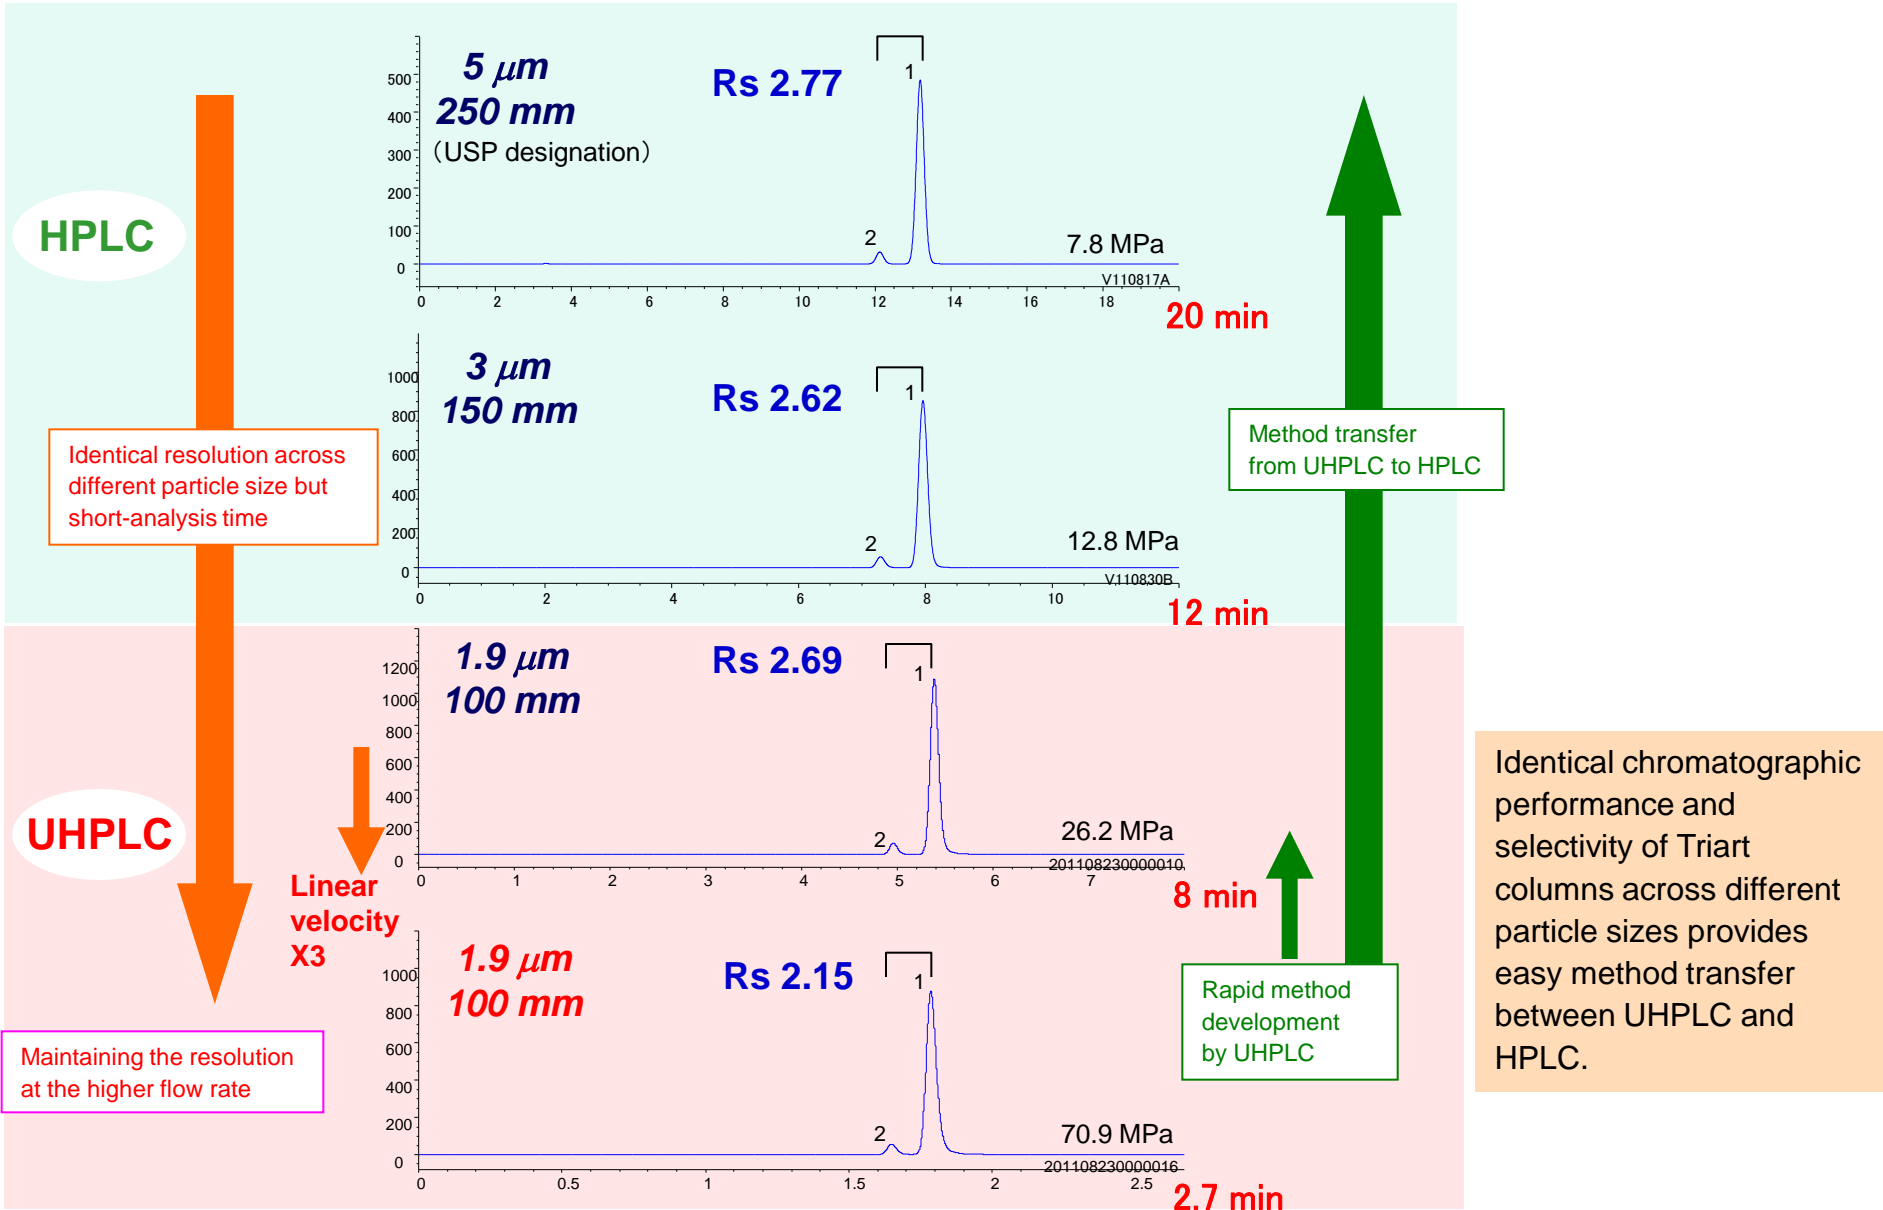 HPLC
5 μm
250 mm
（USP designation）
Rs 2.77
1
2
500
400
300
200
100
0
7.8 MPa
V110817A
0 2 4 6 8 10 12 14 16 18
20 min
3 μm
150 mm
Rs 2.62
1
2
1000
800
600
400
200
0
12.8 MPa
V110830B
0 2 4 6 8 10
12 min
Identical resolution across
different particle size but
short-analysis time
Method transfer
from UHPLC to HPLC
UHPLC
1.9 μm
100 mm
Rs 2.69
1
2
1200
1000
800
600
400
200
0
26.2 MPa
201108230000010
0 1 2 3 4 5 6 7
8 min
Linear
velocity
X3
1.9 μm
100 mm
Rs 2.15
1
2
1000
800
600
400
200
0
70.9 MPa
201108230000016
0 0.5 1 1.5 2 2.5
2.7 min
Maintaining the resolution
at the higher flow rate
Rapid method
development
by UHPLC
Identical chromatographic
performance and
selectivity of Triart
columns across different
particle sizes provides
easy method transfer
between UHPLC and
HPLC.